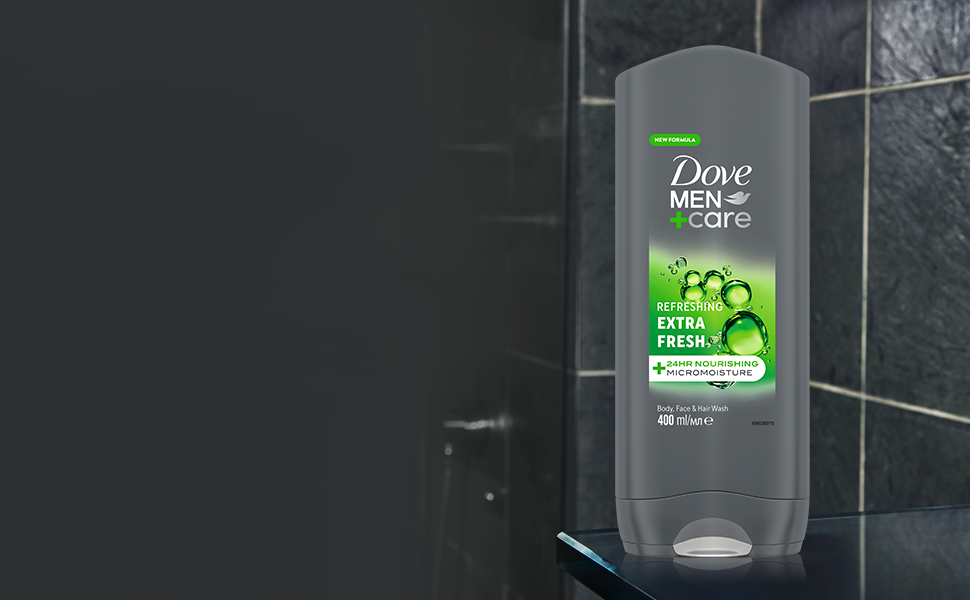 NEW FORMULA
Dove
MEN
+care
REFRESHING
EXTRA
FRESH
+24HR NOURISHING
MICROMOISTURE
Body, Face & Hair Wash
400 ml/мл ℮